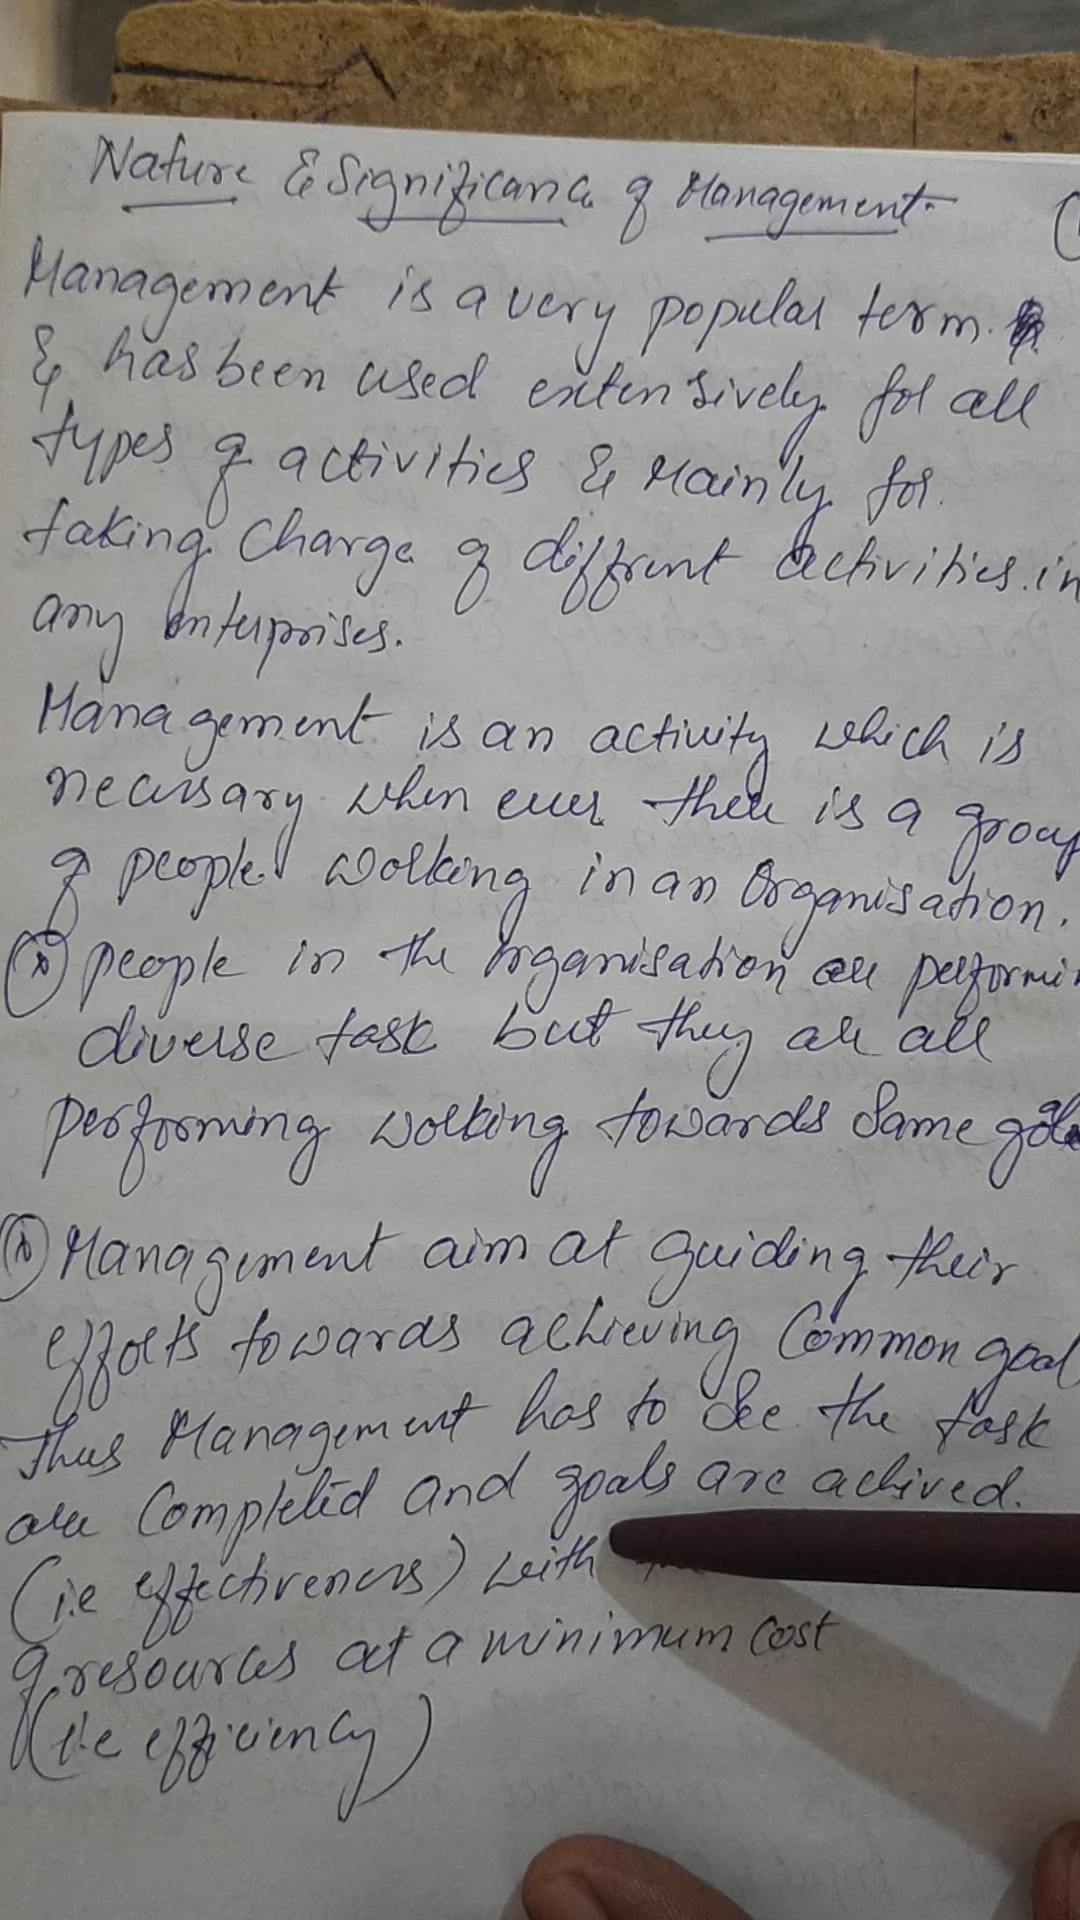 Nature & Significance of Management
Management is a very popular term.
& has been used extensively for all
types of activities & Mainly for
taking Charge of diffrent activities in
any enterprises.
Management is an activity which is
necessary when ever there is a group
of people working in an Organisation.
People in the organisation are performin
diverse task but they are all
performing working towards Same goal
Management aim at guiding their
efforts towards achieving Common goal
Thus Management has to see the task
are Completed and goals are achived.
(i.e effectiveness) with
of resources at a minimum cost
(i.e efficiency)